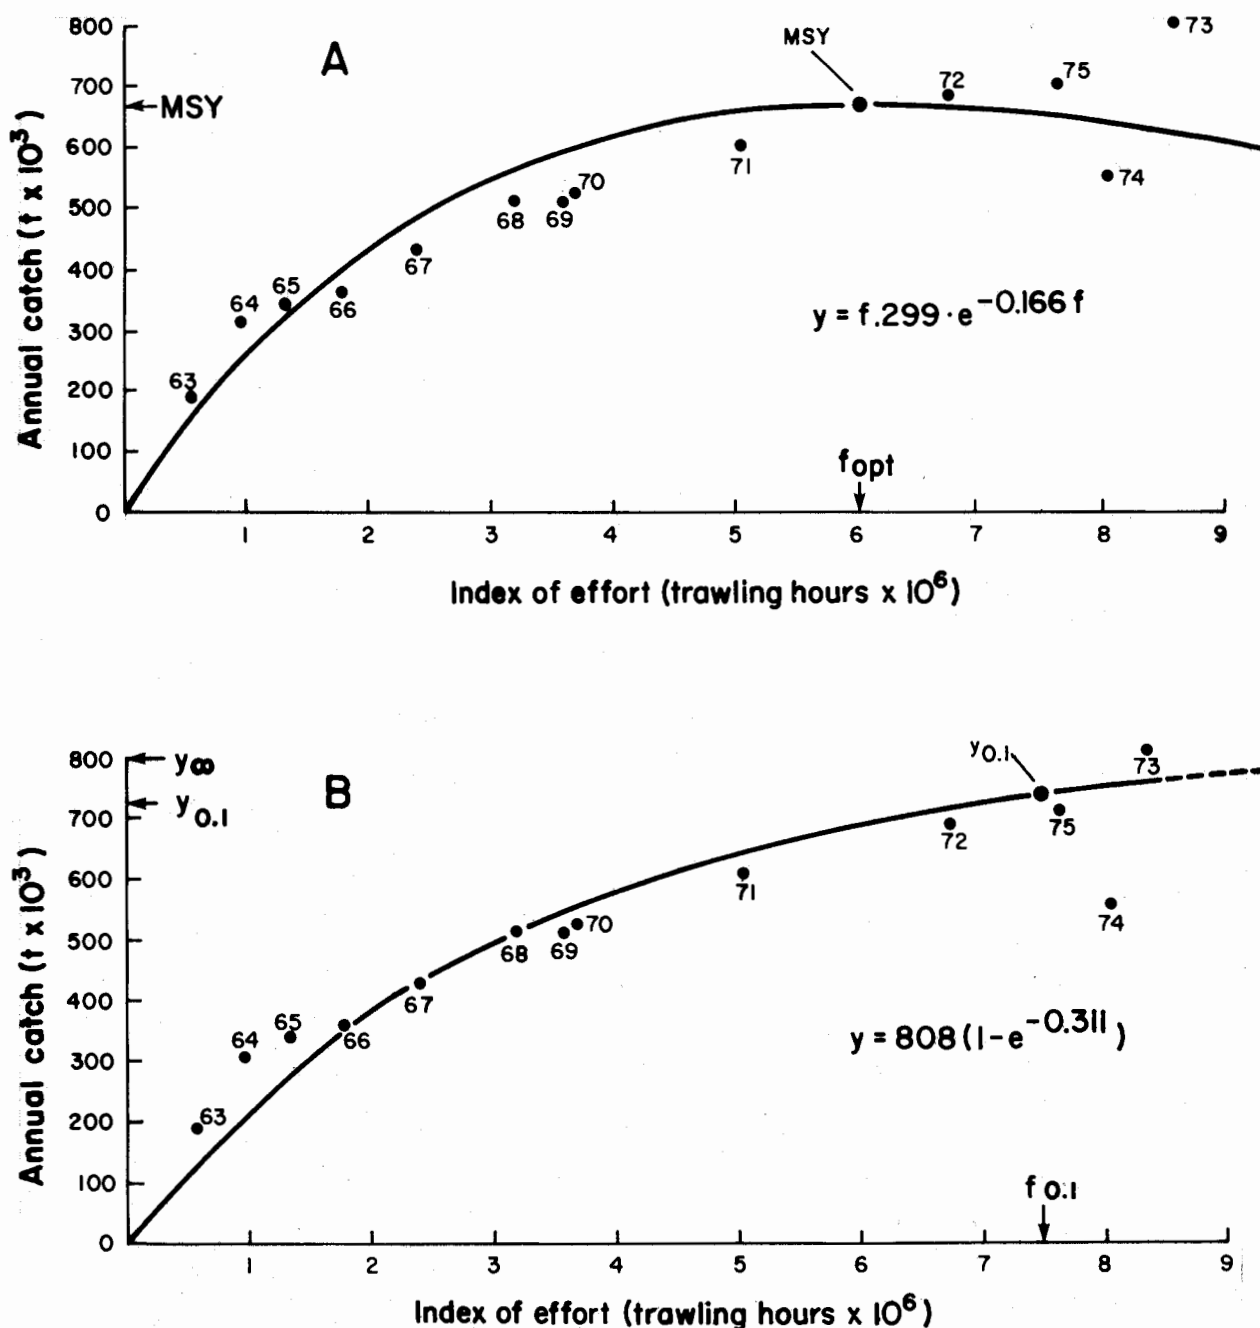 A
800
700
600
500
400
300
200
100
0
MSY
Annual catch (t x 10³)
MSY
63
64
65
66
67
68
69
70
71
72
73
74
75
y = f.299·e^-0.166 f
fopt
1 2 3 4 5 6 7 8 9
Index of effort (trawling hours x 10⁶)
B
800
700
600
500
400
300
200
100
0
y∞
y0.1
Annual catch (t x 10³)
y0.1
63
64
65
66
67
68
69
70
71
72
73
74
75
y = 808 (1-e^-0.311)
f 0.1
1 2 3 4 5 6 7 8 9
Index of effort (trawling hours x 10⁶)